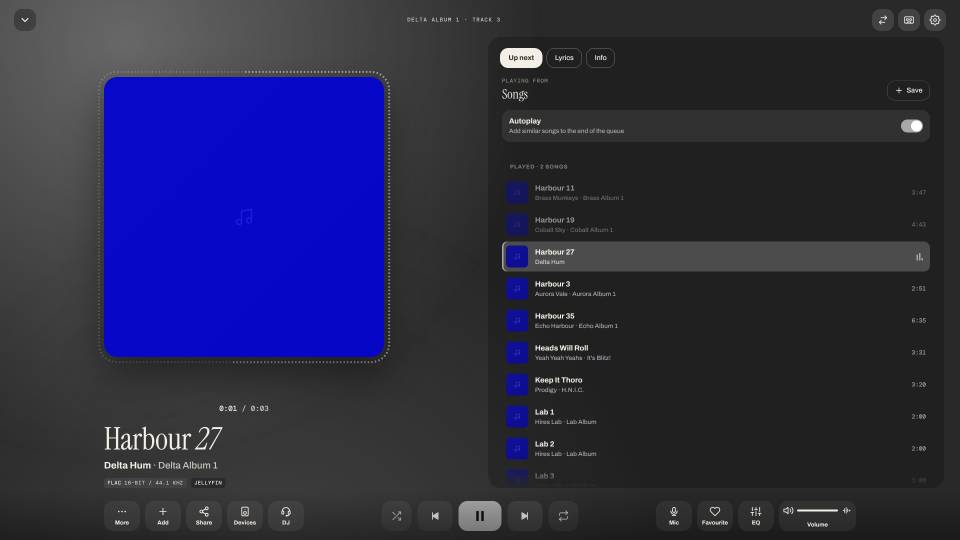 DELTA ALBUM 1 · TRACK 3
0:01 / 0:03
Harbour 27
Delta Hum · Delta Album 1
FLAC 16-BIT / 44.1 KHZ JELLYFIN
Up next Lyrics Info
PLAYING FROM
Songs
Save
Autoplay
Add similar songs to the end of the queue
PLAYED · 2 SONGS
Harbour 11
Brass Monkeys · Brass Album 1
3:47
Harbour 19
Cobalt Sky · Cobalt Album 1
4:43
Harbour 27
Delta Hum
Harbour 3
Aurora Vale · Aurora Album 1
2:51
Harbour 35
Echo Harbour · Echo Album 1
6:35
Heads Will Roll
Yeah Yeah Yeahs · It's Blitz!
3:31
Keep It Thoro
Prodigy · H.N.I.C.
3:20
Lab 1
Hires Lab · Lab Album
2:00
Lab 2
Hires Lab · Lab Album
2:00
Lab 3
More Add Share Devices DJ
Mic Favourite EQ Volume